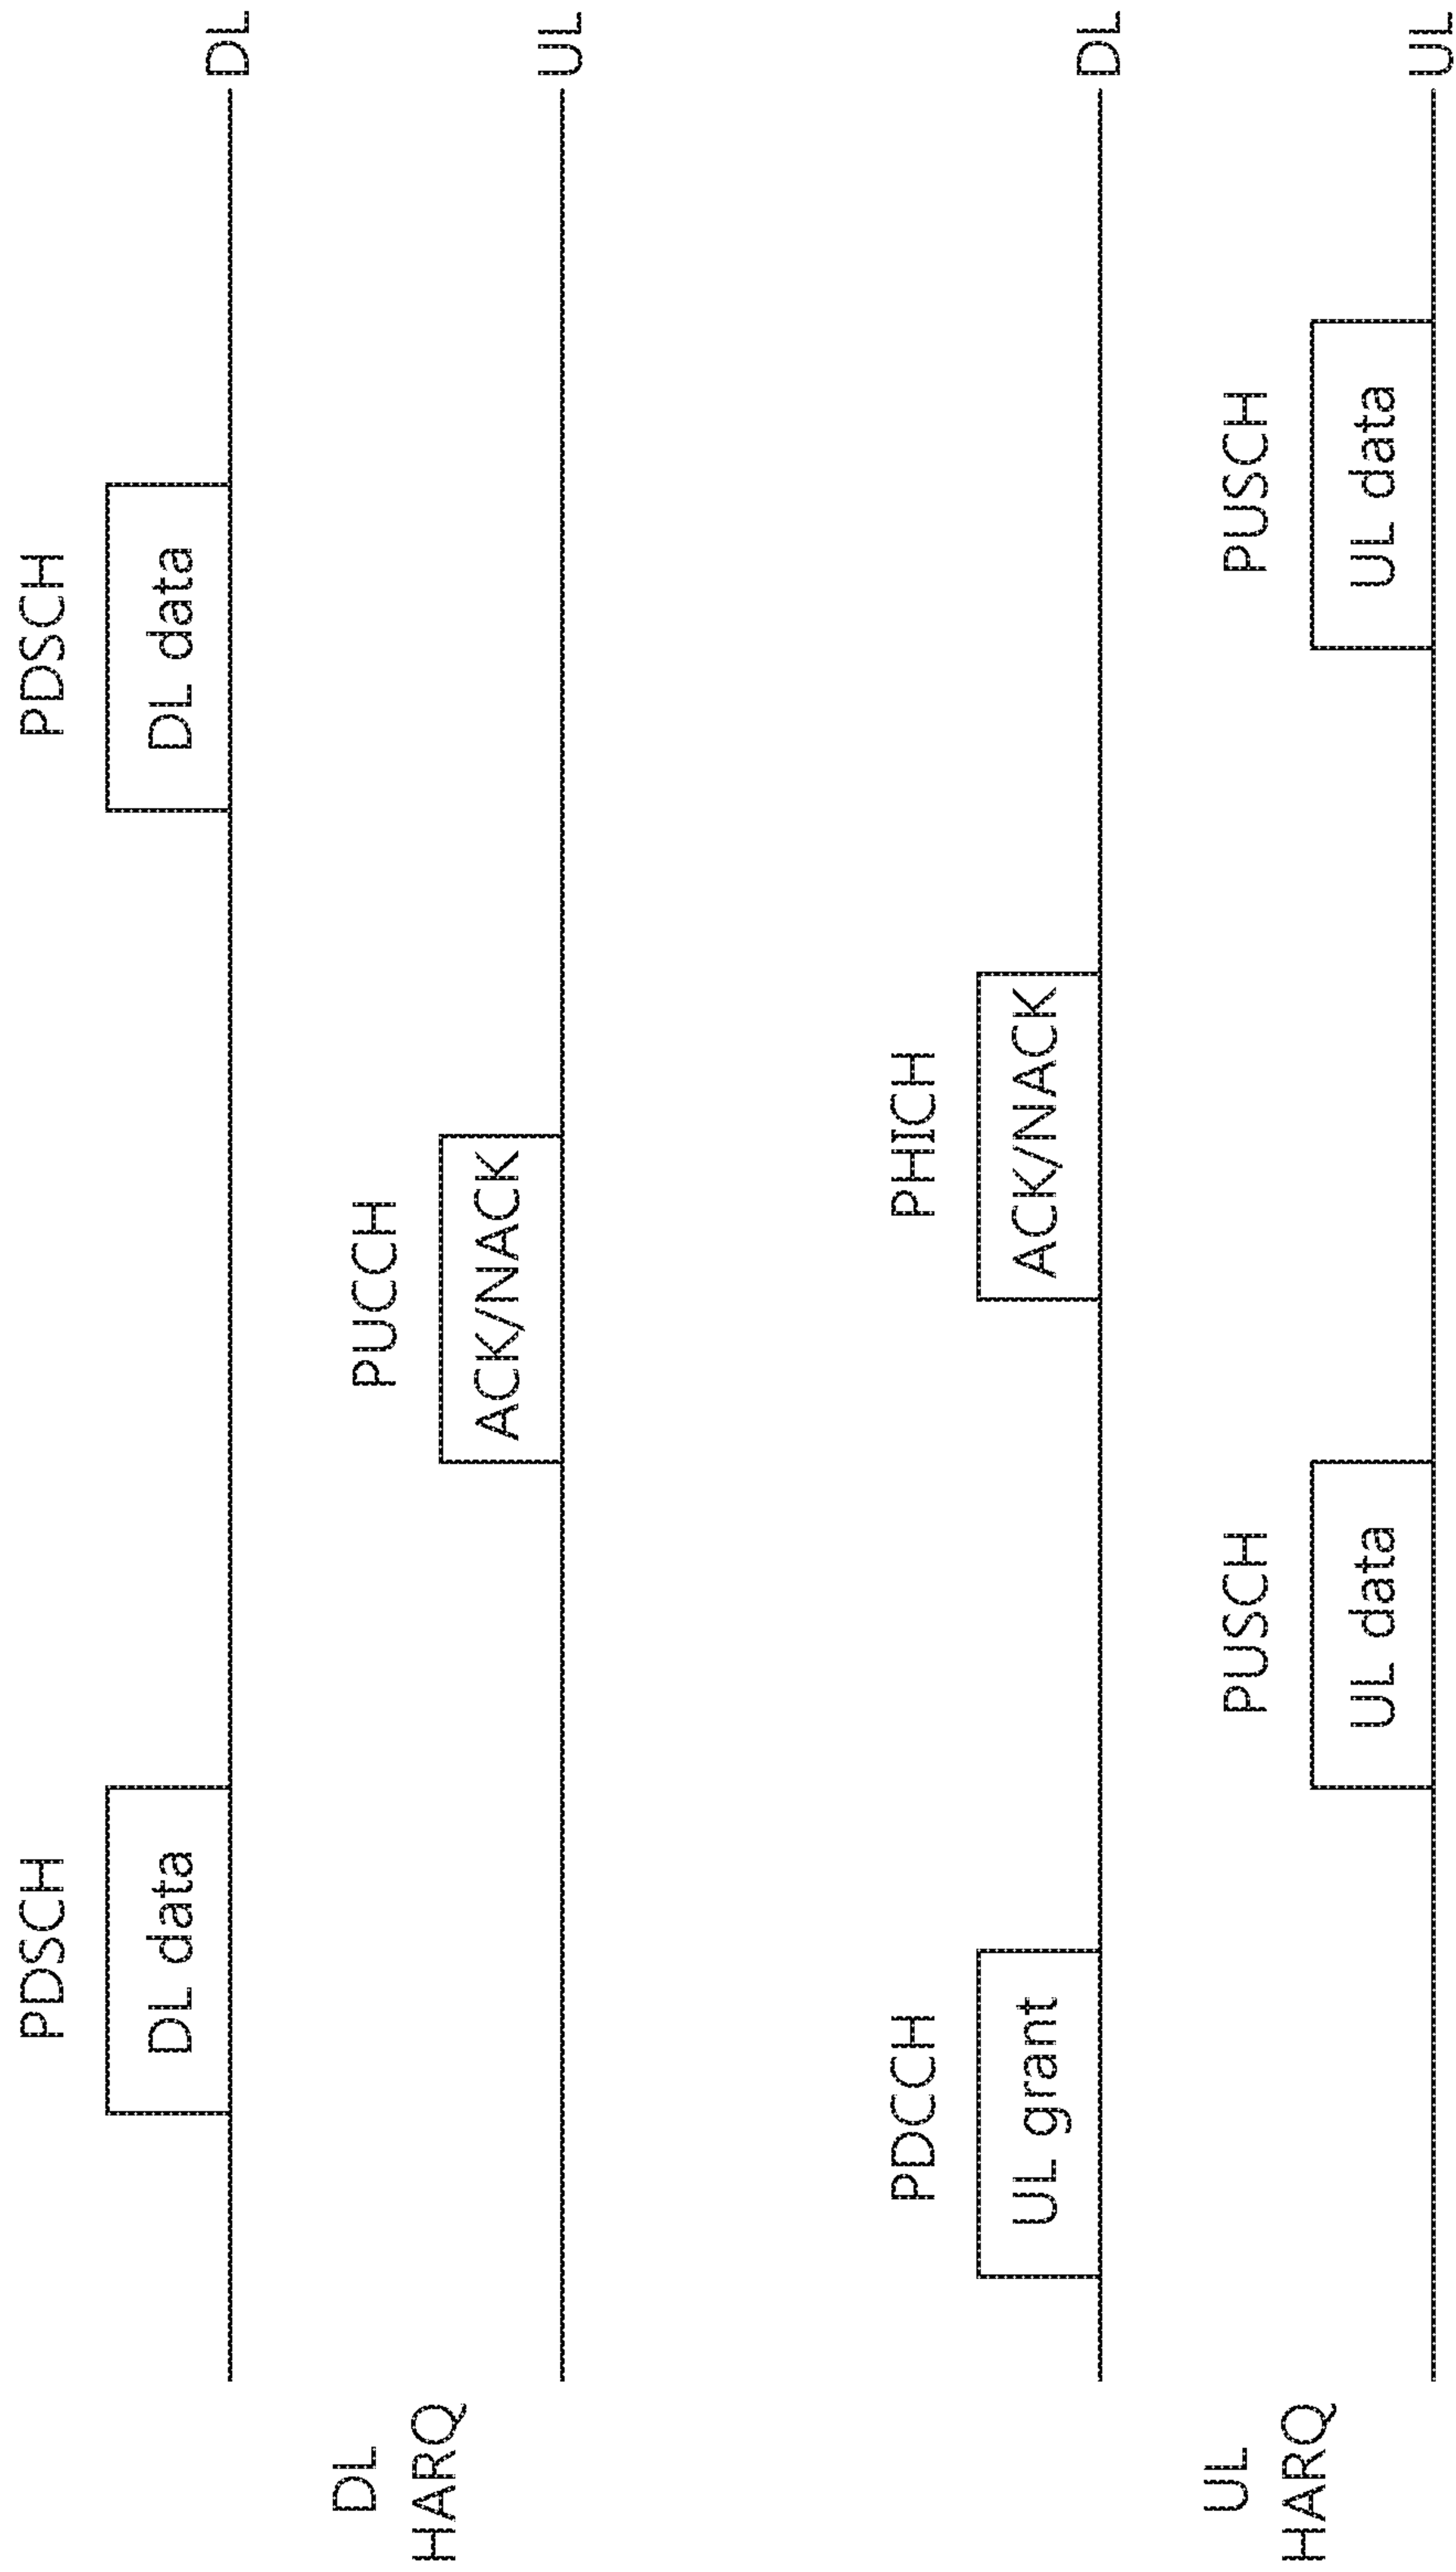 PDSCH
PDSCH
DL data
DL data
DL
DL
HARQ
PUCCH
ACK/NACK
UL
PDCCH
PHICH
UL grant
ACK/NACK
DL
UL
HARQ
PUSCH
PUSCH
UL data
UL data
UL